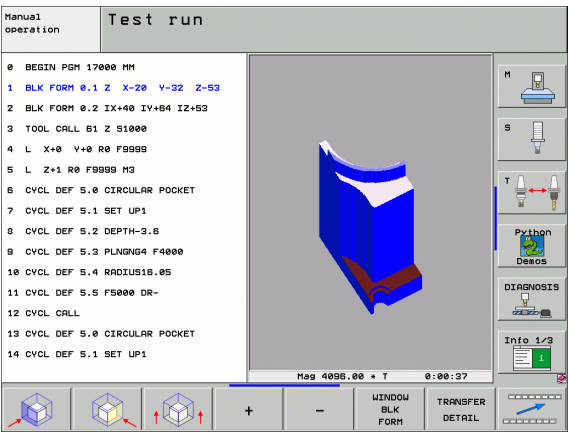 Manual
operation
Test run
0 BEGIN PGM 17000 MM
1 BLK FORM 0.1 Z X-20 Y-32 Z-53
2 BLK FORM 0.2 IX+40 IY+64 IZ+53
3 TOOL CALL 61 Z S1000
4 L X+0 Y+0 R0 F9999
5 L Z+1 R0 F9999 M3
6 CYCL DEF 5.0 CIRCULAR POCKET
7 CYCL DEF 5.1 SET UP1
8 CYCL DEF 5.2 DEPTH-3.6
9 CYCL DEF 5.3 PLNGNG4 F4000
10 CYCL DEF 5.4 RADIUS16.05
11 CYCL DEF 5.5 F5000 DR-
12 CYCL CALL
13 CYCL DEF 5.0 CIRCULAR POCKET
14 CYCL DEF 5.1 SET UP1
Mag 4096.00 * T 0:00:37
M
S
T
Python
Demos
DIAGNOSIS
Info 1/3
i
+
-
WINDOW
BLK
FORM
TRANSFER
DETAIL